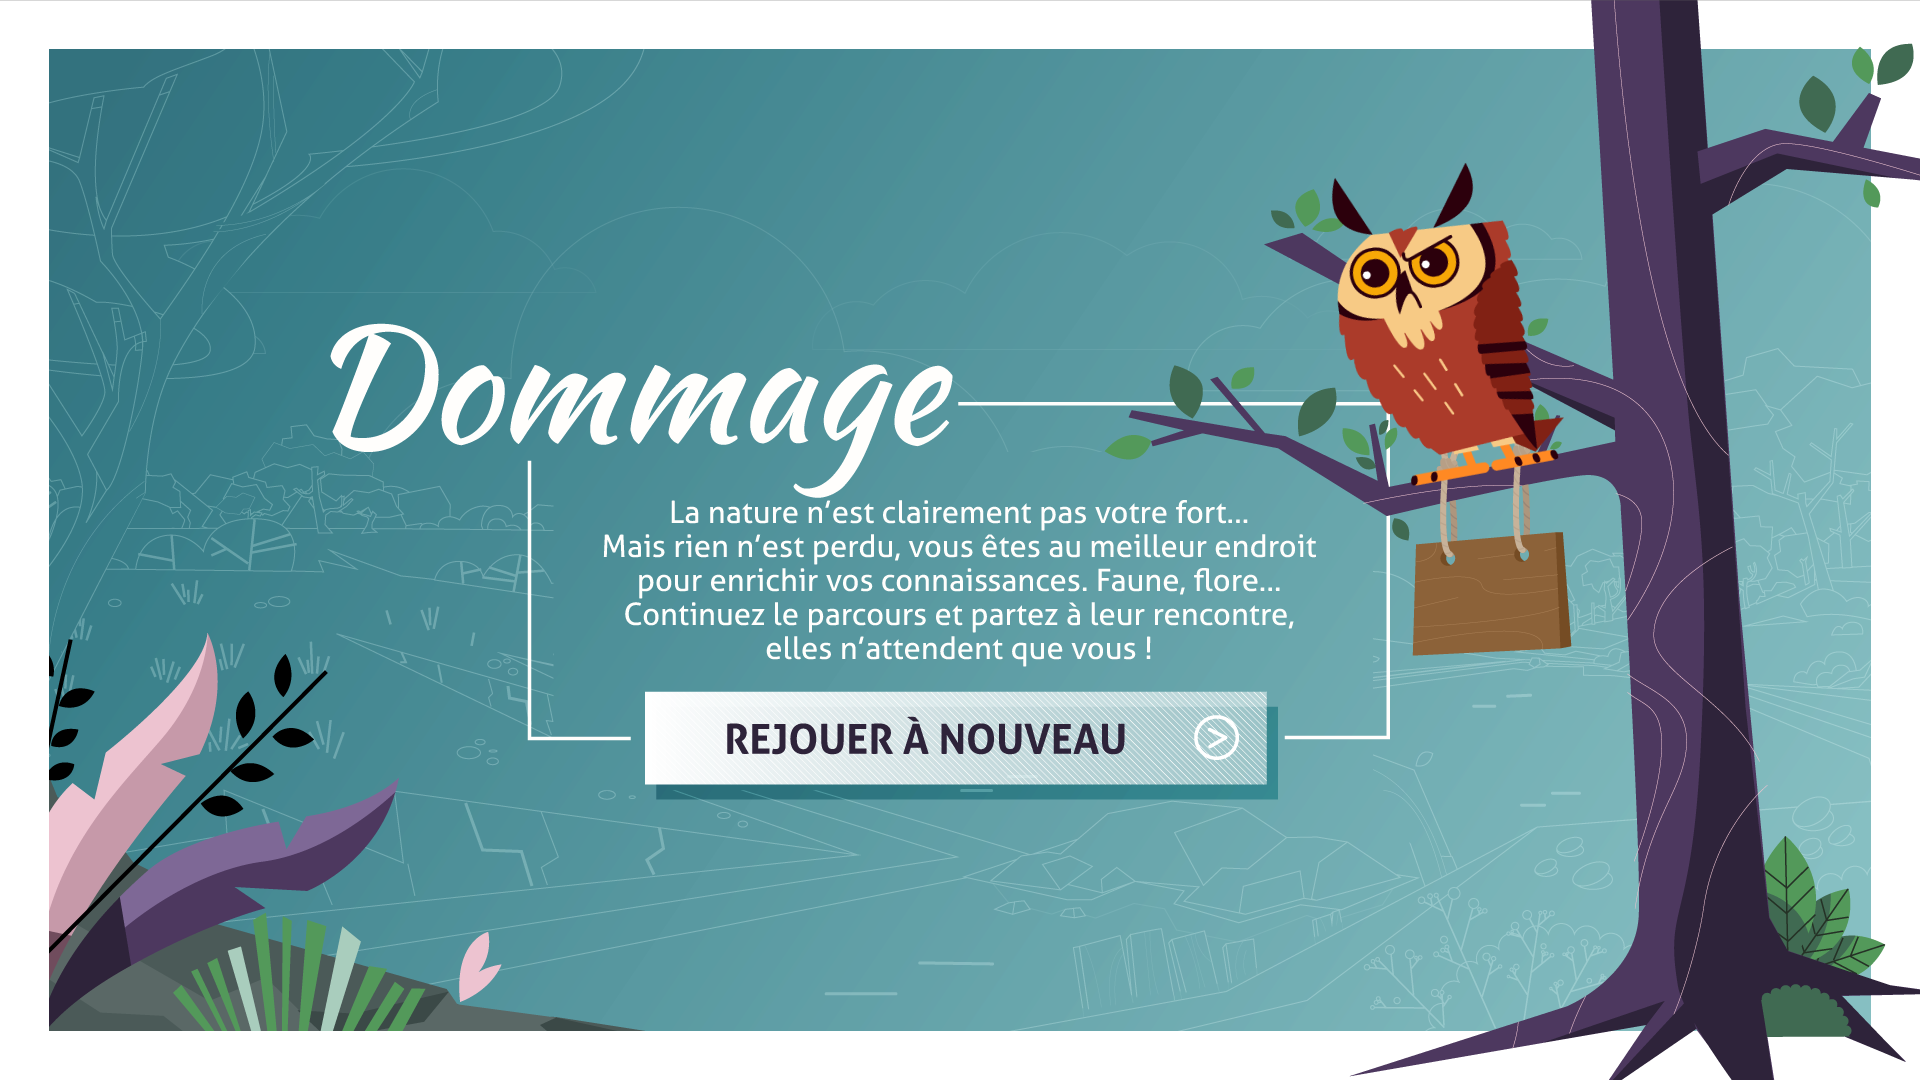 Dommage
La nature n’est clairement pas votre fort...
Mais rien n’est perdu, vous êtes au meilleur endroit
pour enrichir vos connaissances. Faune, flore...
Continuez le parcours et partez à leur rencontre,
elles n’attendent que vous !
REJOUER À NOUVEAU